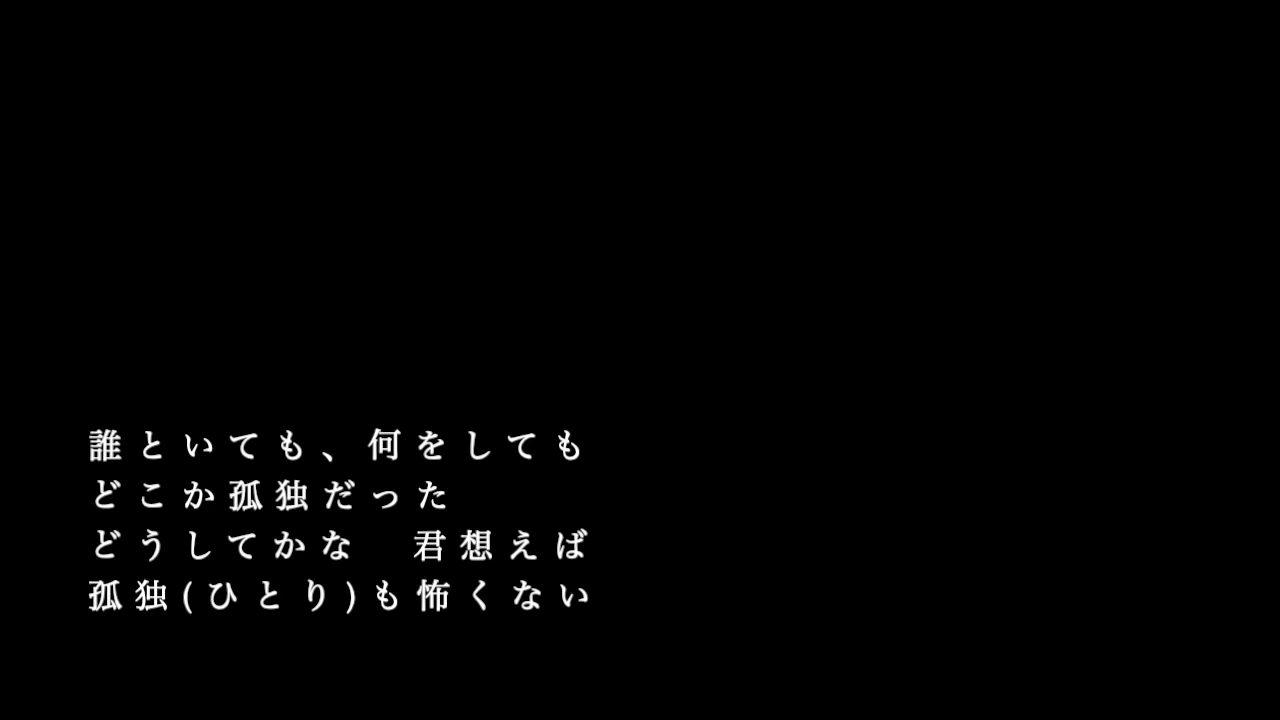 誰といても、何をしても
どこか孤独だった
どうしてかな　君想えば
孤独(ひとり)も怖くない